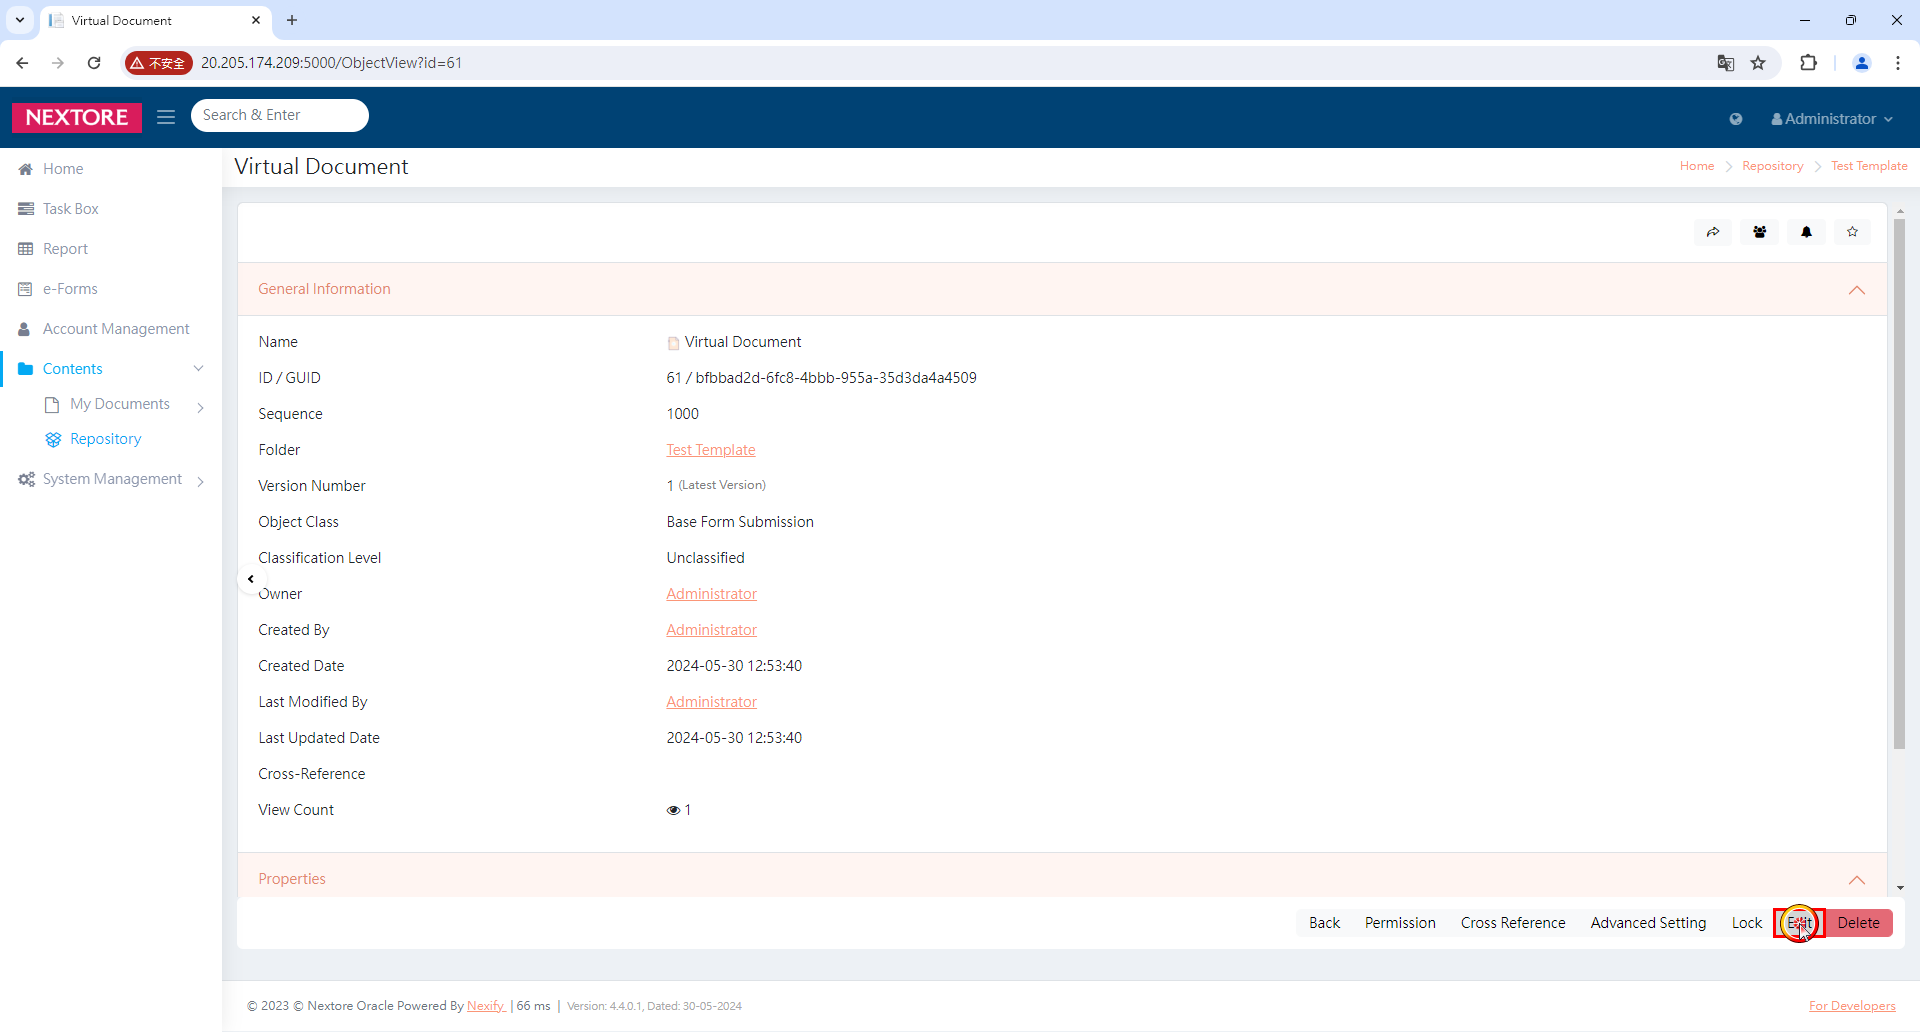 Virtual Document
不安全
20.205.174.209:5000/ObjectView?id=61
NEXTORE
Search & Enter
Administrator
Home
Task Box
Report
e-Forms
Account Management
Contents
My Documents
Repository
System Management
Virtual Document
Home
Repository
Test Template
General Information
Name
Virtual Document
ID / GUID
61 / bfbbad2d-6fc8-4bbb-955a-35d3da4a4509
Sequence
1000
Folder
Test Template
Version Number
1 (Latest Version)
Object Class
Base Form Submission
Classification Level
Unclassified
Owner
Administrator
Created By
Administrator
Created Date
2024-05-30 12:53:40
Last Modified By
Administrator
Last Updated Date
2024-05-30 12:53:40
Cross-Reference
View Count
1
Properties
Back
Permission
Cross Reference
Advanced Setting
Lock
Edit
Delete
© 2023 © Nextore Oracle Powered By Nexify | 66 ms | Version: 4.4.0.1, Dated: 30-05-2024
For Developers